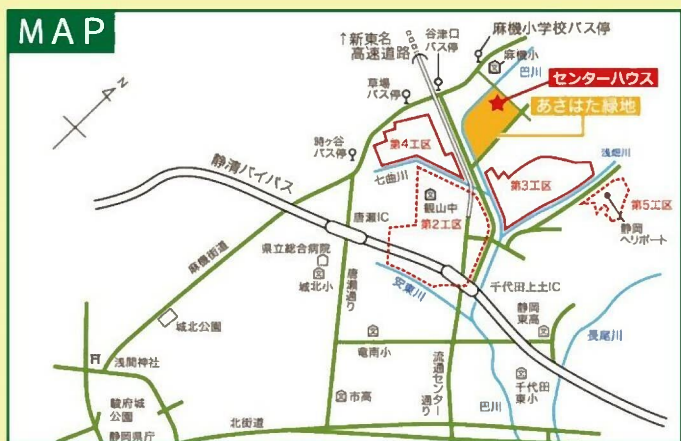 MAP
↑新東名
高速道路
谷津口
バス停
麻機小学校バス停
麻機小
巴川
センターハウス
あさはた緑地
草場
バス停
時ヶ谷
バス停
第4工区
七曲川
浅畑川
第3工区
第5工区
静岡
ヘリポート
静清バイパス
唐瀬IC
観山中
第2工区
麻機街道
県立総合病院
城北小
唐瀬通り
安東川
千代田上土IC
静岡
東高
長尾川
城北公園
竜南小
流通センター
通り
千代田
東小
浅間神社
市高
巴川
駿府城
公園
北街道
静岡県庁